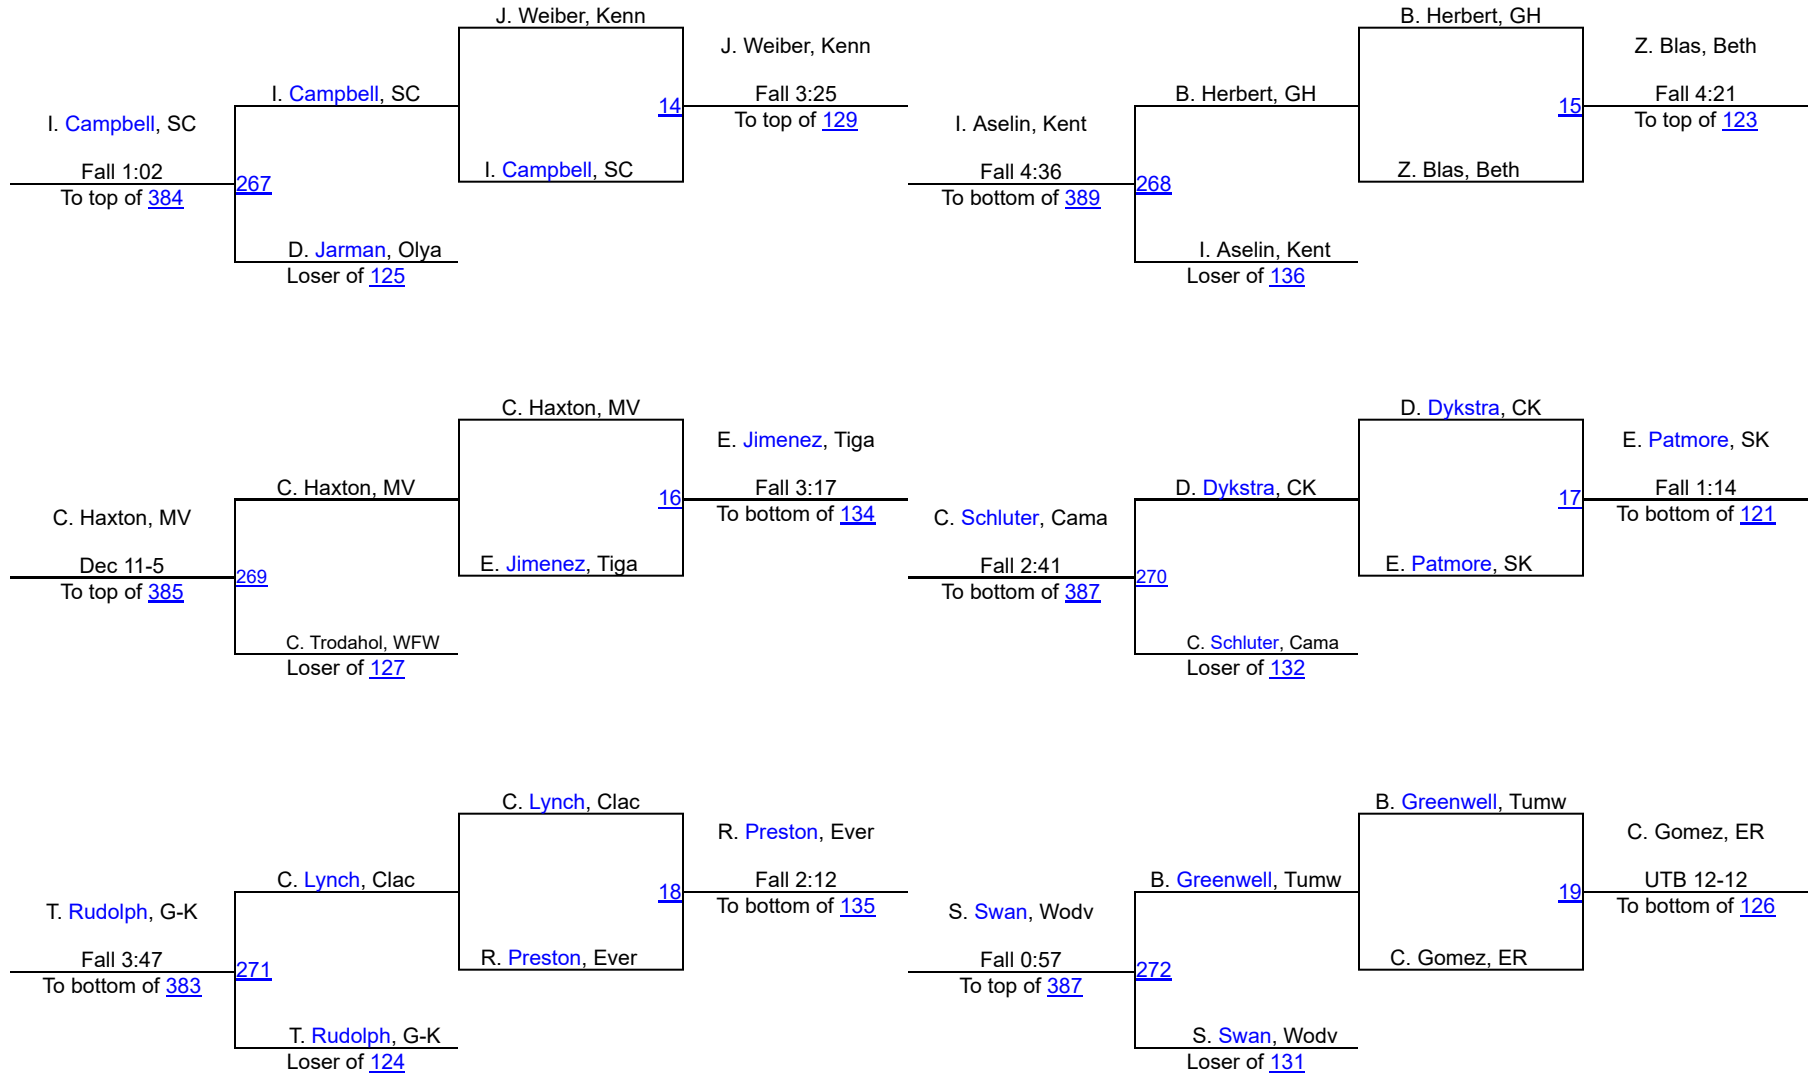 J. Weiber, Kenn
J. Weiber, Kenn
I. Campbell, SC
Fall 3:25
14
To top of 129
I. Campbell, SC
Fall 1:02
267
To top of 384
I. Campbell, SC
D. Jarman, Olya
Loser of 125
B. Herbert, GH
Z. Blas, Beth
B. Herbert, GH
Fall 4:21
15
To top of 123
I. Aselin, Kent
Fall 4:36
268
To bottom of 389
Z. Blas, Beth
I. Aselin, Kent
Loser of 136
C. Haxton, MV
E. Jimenez, Tiga
C. Haxton, MV
Fall 3:17
16
To bottom of 134
C. Haxton, MV
Dec 11-5
269
To top of 385
E. Jimenez, Tiga
C. Trodahol, WFW
Loser of 127
D. Dykstra, CK
E. Patmore, SK
D. Dykstra, CK
Fall 1:14
17
To bottom of 121
C. Schluter, Cama
Fall 2:41
270
To bottom of 387
E. Patmore, SK
C. Schluter, Cama
Loser of 132
C. Lynch, Clac
R. Preston, Ever
C. Lynch, Clac
Fall 2:12
18
To bottom of 135
T. Rudolph, G-K
Fall 3:47
271
To bottom of 383
R. Preston, Ever
T. Rudolph, G-K
Loser of 124
B. Greenwell, Tumw
C. Gomez, ER
B. Greenwell, Tumw
UTB 12-12
19
To bottom of 126
S. Swan, Wodv
Fall 0:57
272
To top of 387
C. Gomez, ER
S. Swan, Wodv
Loser of 131